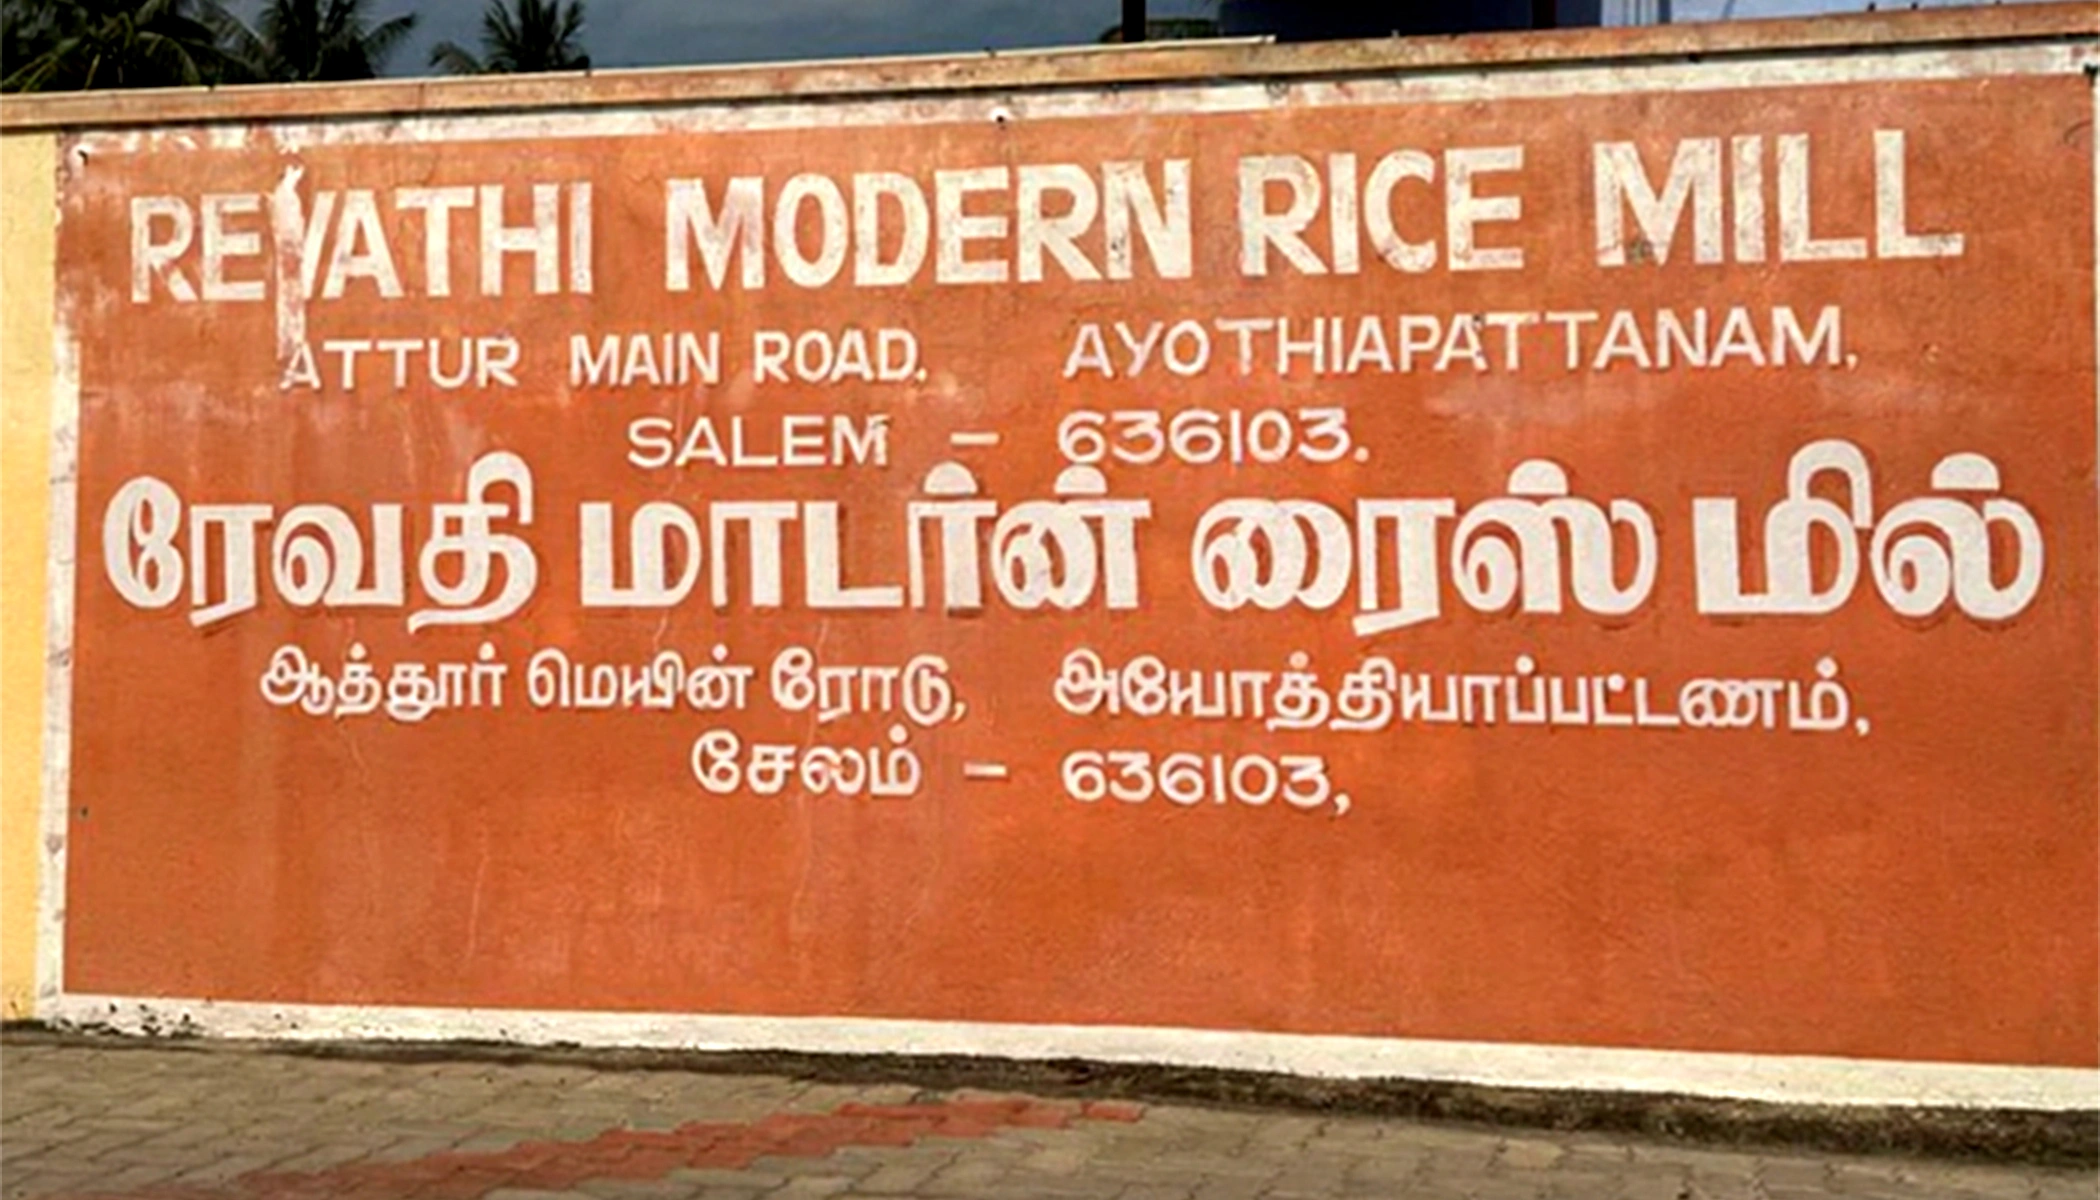 REVATHI MODERN RICE MILL
ATTUR MAIN ROAD, AYOTHIAPATTANAM,
SALEM – 636103.
ரேவதி மாடர்ன் ரைஸ் மில்
ஆத்தூர் மெயின் ரோடு, அயோத்தியாப்பட்டணம்,
சேலம் – 636103,